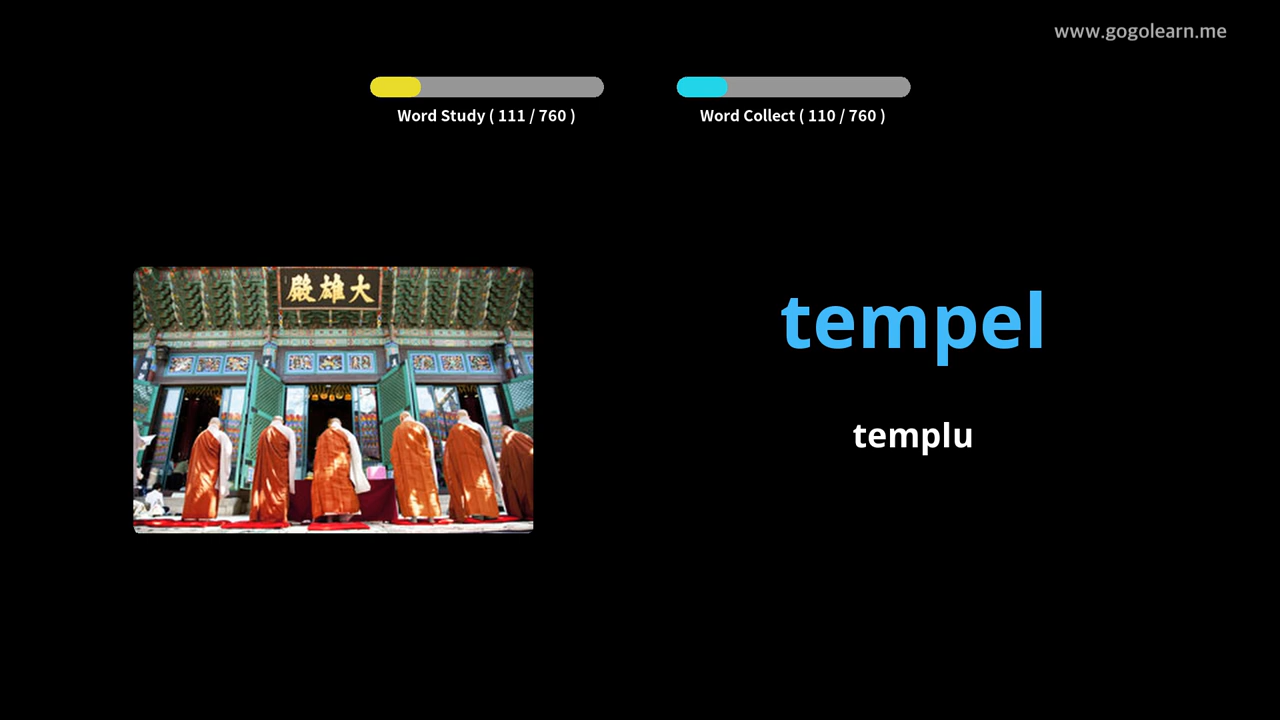 www.gogolearn.me
Word Study ( 111 / 760 )
Word Collect ( 110 / 760 )
殿雄大
tempel
templu